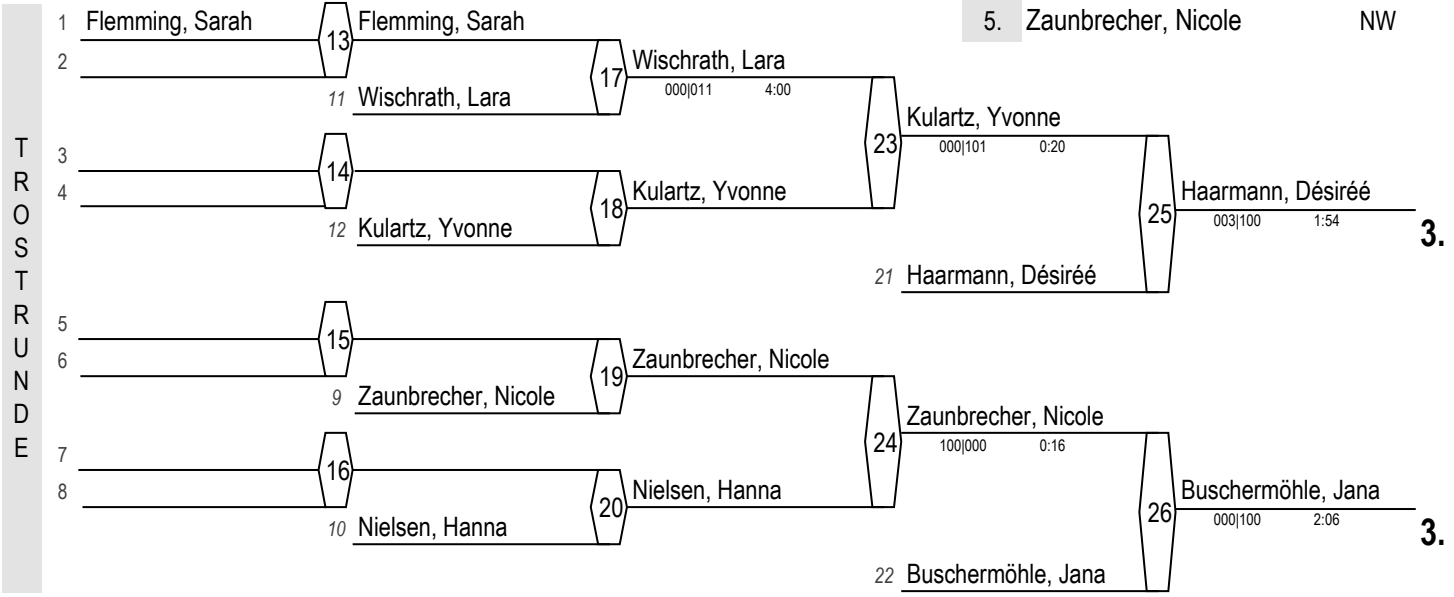 TROSTRUNDE
5. Zaunbrecher, Nicole NW
1 Flemming, Sarah
13
Flemming, Sarah
2
17
Wischrath, Lara
000|011 4:00
11 Wischrath, Lara
23
Kulartz, Yvonne
000|101 0:20
3
14
4
18
Kulartz, Yvonne
12 Kulartz, Yvonne
25
Haarmann, Désiréé
003|100 1:54
3.
21 Haarmann, Désiréé
5
15
6
19
Zaunbrecher, Nicole
9 Zaunbrecher, Nicole
24
Zaunbrecher, Nicole
100|000 0:16
7
16
8
20
Nielsen, Hanna
10 Nielsen, Hanna
26
Buschermöhle, Jana
000|100 2:06
3.
22 Buschermöhle, Jana